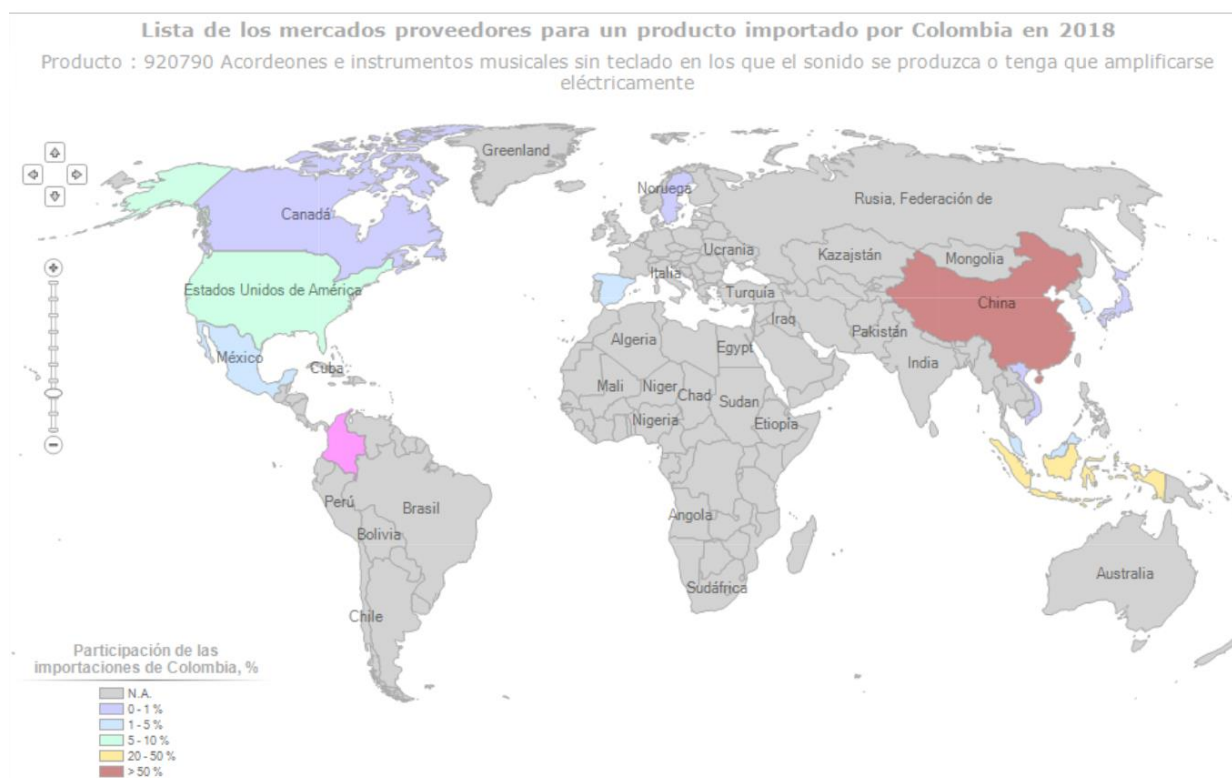 Lista de los mercados proveedores para un producto importado por Colombia en 2018
Producto : 920790 Acordeones e instrumentos musicales sin teclado en los que el sonido se produzca o tenga que amplificarse
eléctricamente
Greenland
Noruega
Canadá
Rusia, Federación de
Ucrania
Kazajstán
Mongolia
Italia
Estados Unidos de América
Turquia
China
Iraq
Pakistán
Algeria
Egypt
México
Cuba
India
Mali
Niger
Chad
Sudan
Nigeria
Etiopía
Perú
Brasil
Angola
Bolivia
Australia
Sudáfrica
Chile
Participación de las
importaciones de Colombia, %
N.A.
0 - 1 %
1 - 5 %
5 - 10 %
20 - 50 %
> 50 %